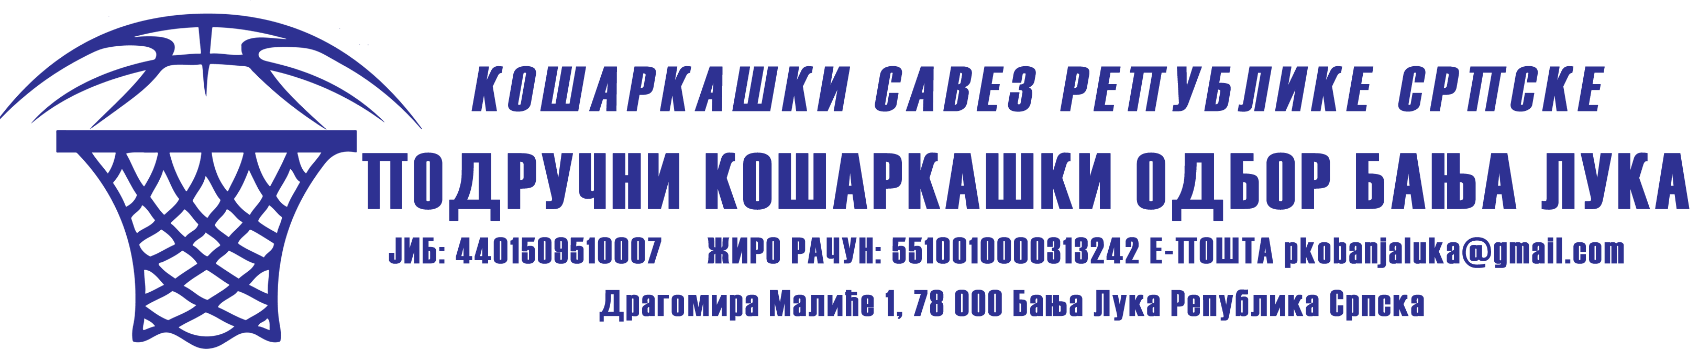 КОШАРКАШКИ САВЕЗ РЕПУБЛИКЕ СРПСКЕ
ПОДРУЧНИ КОШАРКАШКИ ОДБОР БАЊА ЛУКА
ЈИБ: 4401509510007 ЖИРО РАЧУН: 5510010000313242 Е-ПОШТА pkobanjaluka@gmail.com
Драгомира Малиће 1, 78 000 Бања Лука Република Српска